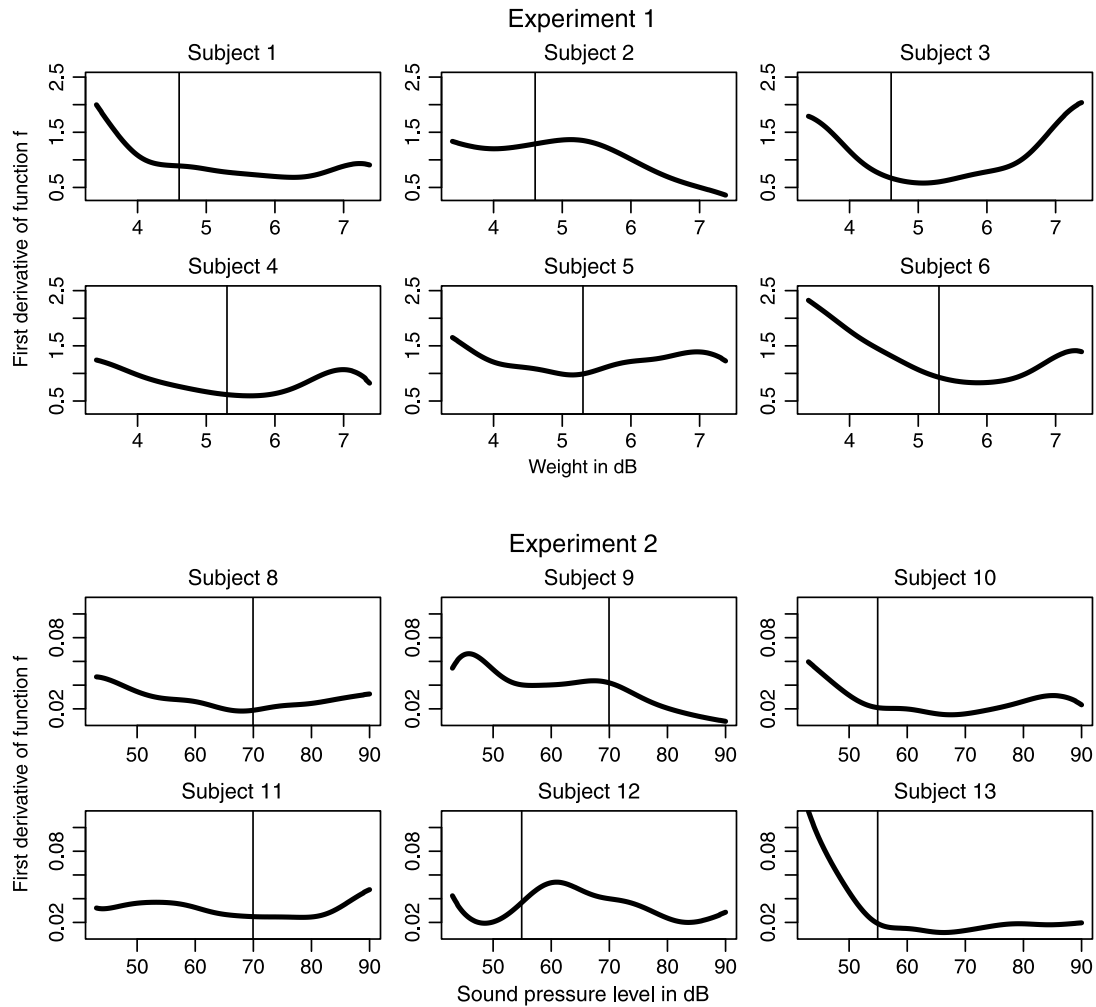 Experiment 1
Subject 1 Subject 2 Subject 3
First derivative of function f
0.5 1.5 2.5 0.5 1.5 2.5 0.5 1.5 2.5
4 5 6 7 4 5 6 7 4 5 6 7
Subject 4 Subject 5 Subject 6
0.5 1.5 2.5 0.5 1.5 2.5 0.5 1.5 2.5
4 5 6 7 4 5 6 7 4 5 6 7
Weight in dB
Experiment 2
Subject 8 Subject 9 Subject 10
First derivative of function f
0.02 0.08 0.02 0.08 0.02 0.08
50 60 70 80 90 50 60 70 80 90 50 60 70 80 90
Subject 11 Subject 12 Subject 13
0.02 0.08 0.02 0.08 0.02 0.08
50 60 70 80 90 50 60 70 80 90 50 60 70 80 90
Sound pressure level in dB